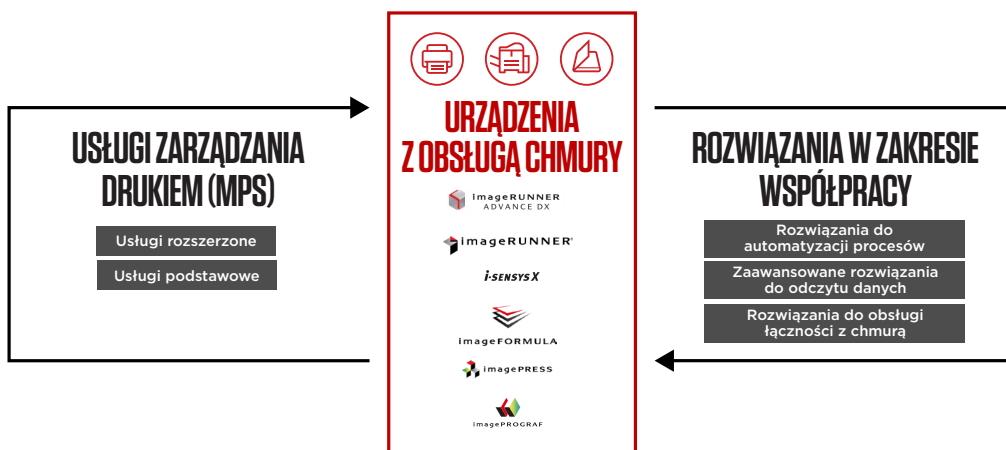 USŁUGI ZARZĄDZANIA
DRUKIEM (MPS)
Usługi rozszerzone
Usługi podstawowe
URZĄDZENIA
Z OBSŁUGĄ CHMURY
imageRUNNER
ADVANCE DX
imageRUNNER®
i-SENSYS X
imageFORMULA
imagePRESS
imagePROGRAF
ROZWIĄZANIA W ZAKRESIE
WSPÓŁPRACY
Rozwiązania do
automatyzacji procesów
Zaawansowane rozwiązania
do odczytu danych
Rozwiązania do obsługi
łączności z chmurą